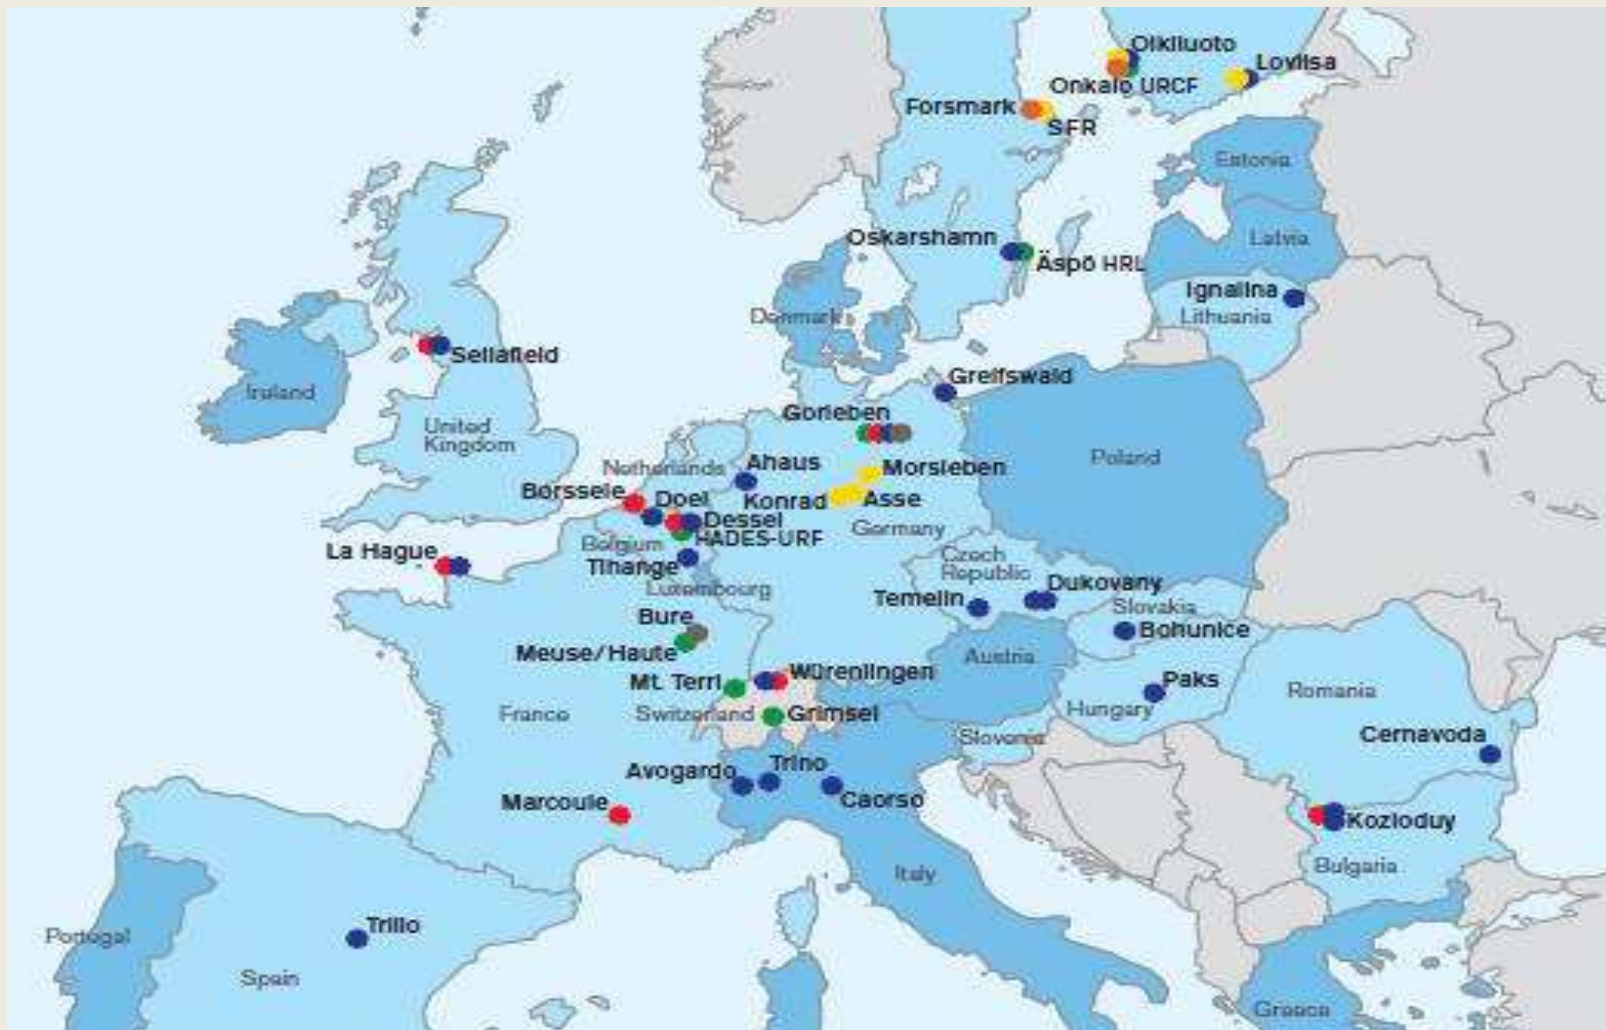 Olkiluoto
Loviisa
Onkalo URCF
Forsmark
SFR
Estonia
Oskarshamn
Latvia
Äspö HRL
Ignalina
Lithuania
Denmark
Sellafield
Greifswald
Ireland
Gorleben
United
Kingdom
Netherlands
Ahaus
Morsleben
Poland
Borssele
Doel
Konrad
Asse
Dessel
Germany
HADES-URF
Belgium
La Hague
Tihange
Czech
Republic
Luxembourg
Dukovany
Temelin
Slovakia
Bure
Bohunice
Meuse/Haute
Austria
Würenlingen
Mt. Terri
Paks
Romania
France
Switzerland
Grimsel
Hungary
Slovenia
Cernavoda
Avogardo
Trino
Marcoule
Caorso
Kozloduy
Italy
Bulgaria
Trillo
Portugal
Spain
Greece